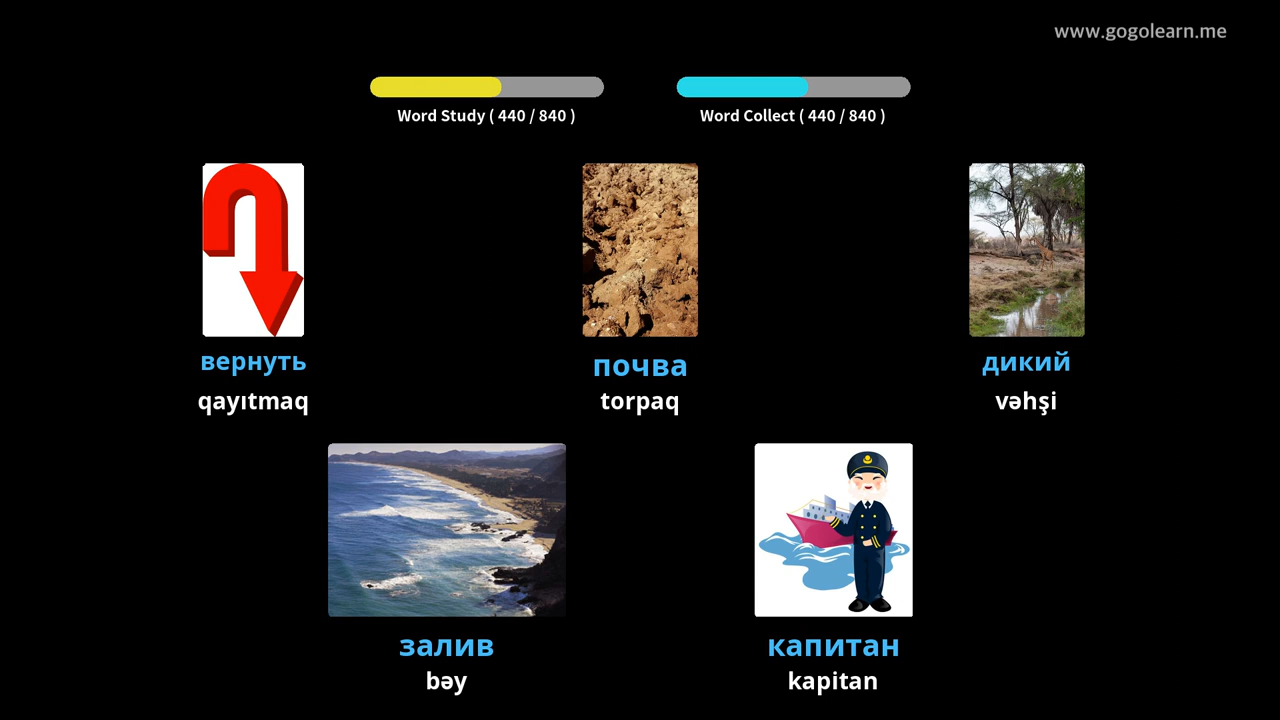 www.gogolearn.me
Word Study ( 440 / 840 )
Word Collect ( 440 / 840 )
вернуть
qayıtmaq
почва
torpaq
дикий
vəhşi
залив
bəy
капитан
kapitan